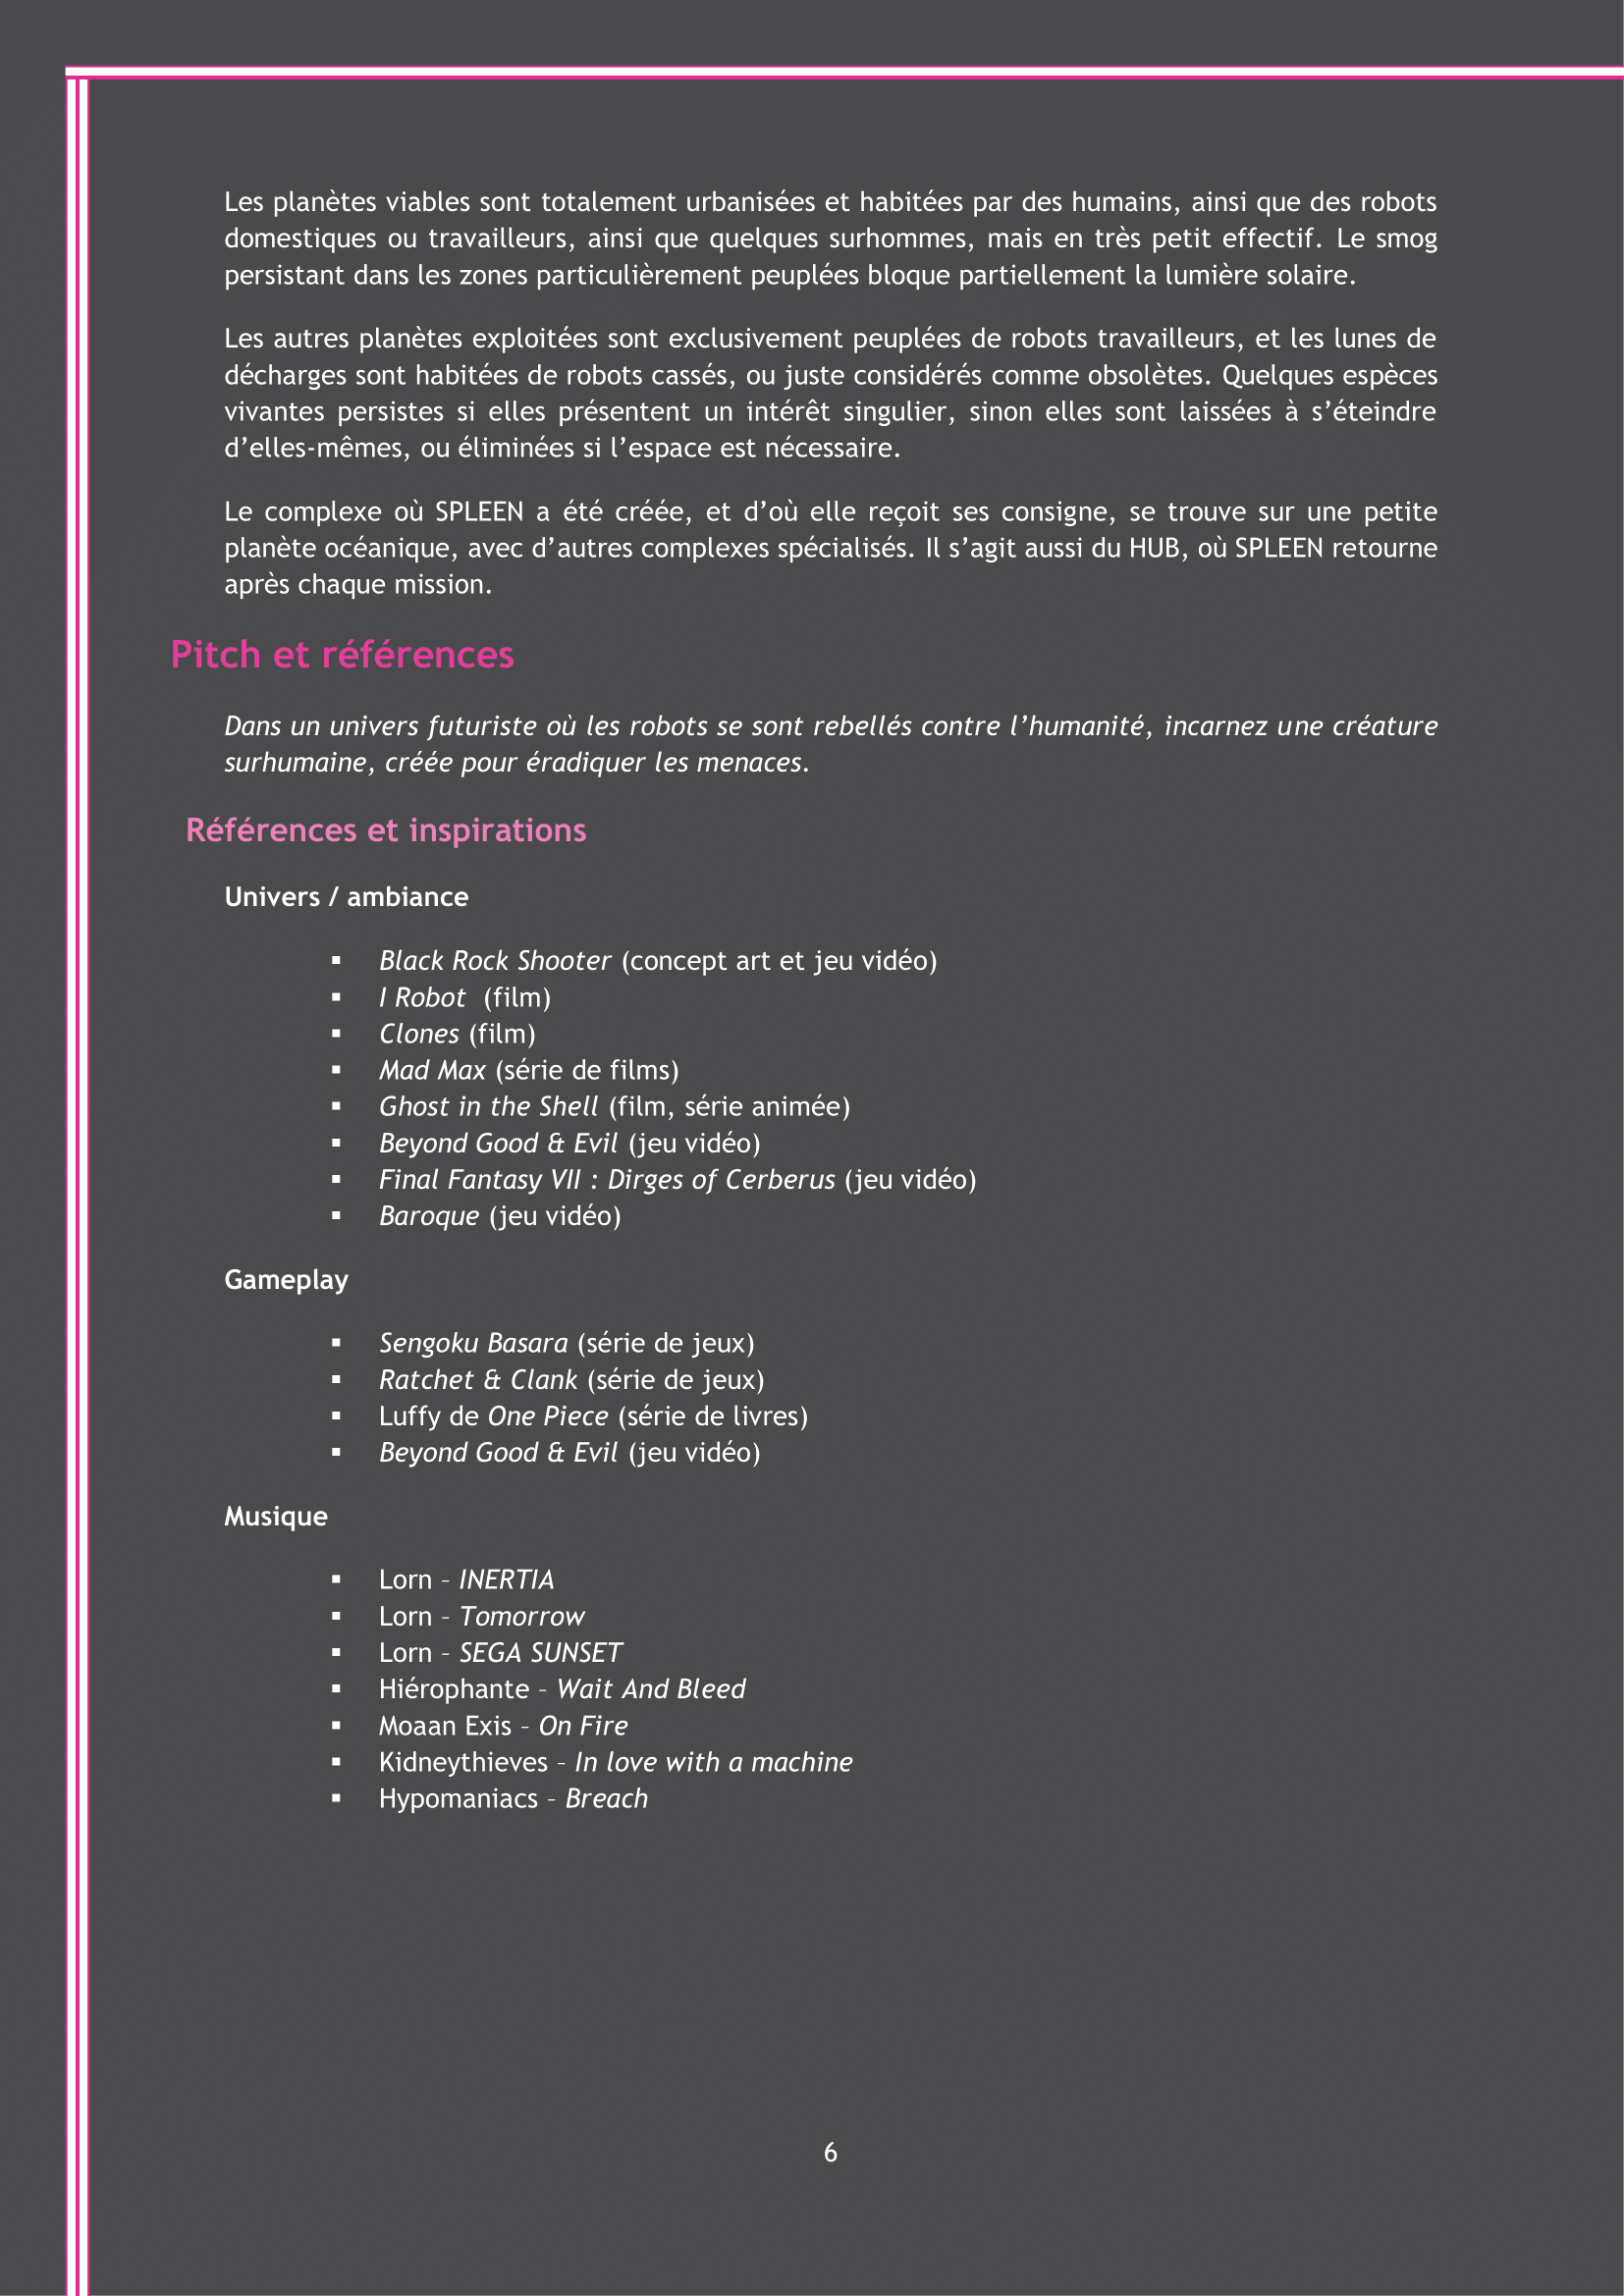 Les planètes viables sont totalement urbanisées et habitées par des humains, ainsi que des robots
domestiques ou travailleurs, ainsi que quelques surhommes, mais en très petit effectif. Le smog
persistant dans les zones particulièrement peuplées bloque partiellement la lumière solaire.
Les autres planètes exploitées sont exclusivement peuplées de robots travailleurs, et les lunes de
décharges sont habitées de robots cassés, ou juste considérés comme obsolètes. Quelques espèces
vivantes persistes si elles présentent un intérêt singulier, sinon elles sont laissées à s’éteindre
d’elles-mêmes, ou éliminées si l’espace est nécessaire.
Le complexe où SPLEEN a été créée, et d’où elle reçoit ses consigne, se trouve sur une petite
planète océanique, avec d’autres complexes spécialisés. Il s’agit aussi du HUB, où SPLEEN retourne
après chaque mission.
Pitch et références
Dans un univers futuriste où les robots se sont rebellés contre l’humanité, incarnez une créature
surhumaine, créée pour éradiquer les menaces.
Références et inspirations
Univers / ambiance
▪ Black Rock Shooter (concept art et jeu vidéo)
▪ I Robot (film)
▪ Clones (film)
▪ Mad Max (série de films)
▪ Ghost in the Shell (film, série animée)
▪ Beyond Good & Evil (jeu vidéo)
▪ Final Fantasy VII : Dirges of Cerberus (jeu vidéo)
▪ Baroque (jeu vidéo)
Gameplay
▪ Sengoku Basara (série de jeux)
▪ Ratchet & Clank (série de jeux)
▪ Luffy de One Piece (série de livres)
▪ Beyond Good & Evil (jeu vidéo)
Musique
▪ Lorn – INERTIA
▪ Lorn – Tomorrow
▪ Lorn – SEGA SUNSET
▪ Hiérophante – Wait And Bleed
▪ Moaan Exis – On Fire
▪ Kidneythieves – In love with a machine
▪ Hypomaniacs – Breach
6